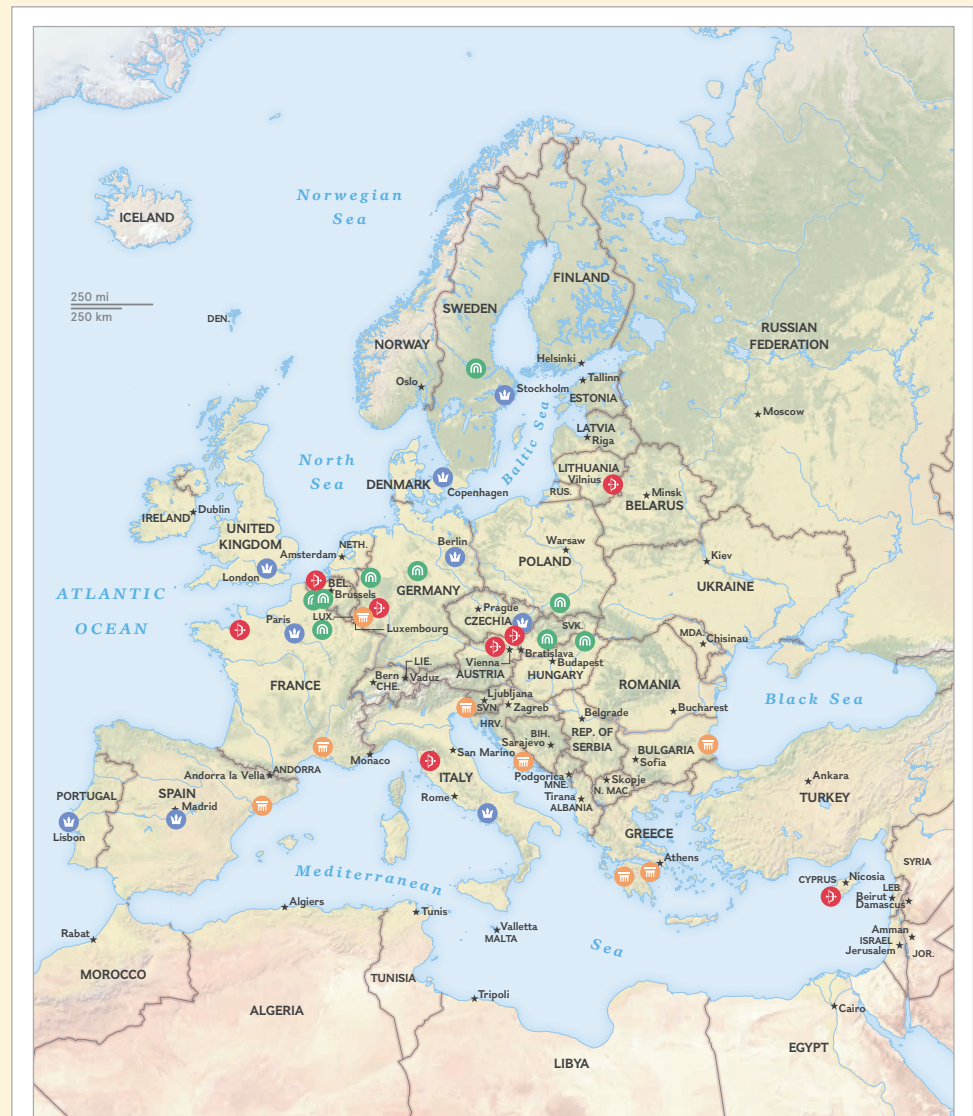 Norwegian
Sea
ICELAND
250 mi
250 km
DEN.
FINLAND
SWEDEN
NORWAY
RUSSIAN
FEDERATION
Helsinki
Oslo
Tallinn
Stockholm
ESTONIA
Moscow
Baltic Sea
LATVIA
Riga
North
Sea
LITHUANIA
Vilnius
DENMARK
Copenhagen
RUS.
Minsk
BELARUS
Dublin
IRELAND
UNITED
KINGDOM
NETH.
Amsterdam
Berlin
Warsaw
POLAND
Kiev
London
BEL.
Brussels
GERMANY
UKRAINE
ATLANTIC
OCEAN
Paris
LUX.
Luxembourg
Prague
CZECHIA
SVK.
MDA.
Chisinau
Bratislava
Vienna
AUSTRIA
Budapest
HUNGARY
LIE.
Bern
CHE.
Vaduz
FRANCE
ROMANIA
Ljubljana
SVN.
Zagreb
HRV.
Black Sea
Belgrade
Bucharest
BIH.
Sarajevo
REP. OF
SERBIA
San Marino
Monaco
BULGARIA
Sofia
Andorra la Vella
ANDORRA
ITALY
Podgorica
MNE.
Skopje
N. MAC.
Ankara
TURKEY
PORTUGAL
SPAIN
Madrid
Rome
Tirana
ALBANIA
Lisbon
GREECE
Athens
SYRIA
Mediterranean
Sea
CYPRUS
Nicosia
LEB.
Beirut
Damascus
Algiers
Tunis
Valletta
MALTA
Rabat
Amman
ISRAEL
Jerusalem
JOR.
MOROCCO
TUNISIA
Tripoli
ALGERIA
Cairo
EGYPT
LIBYA